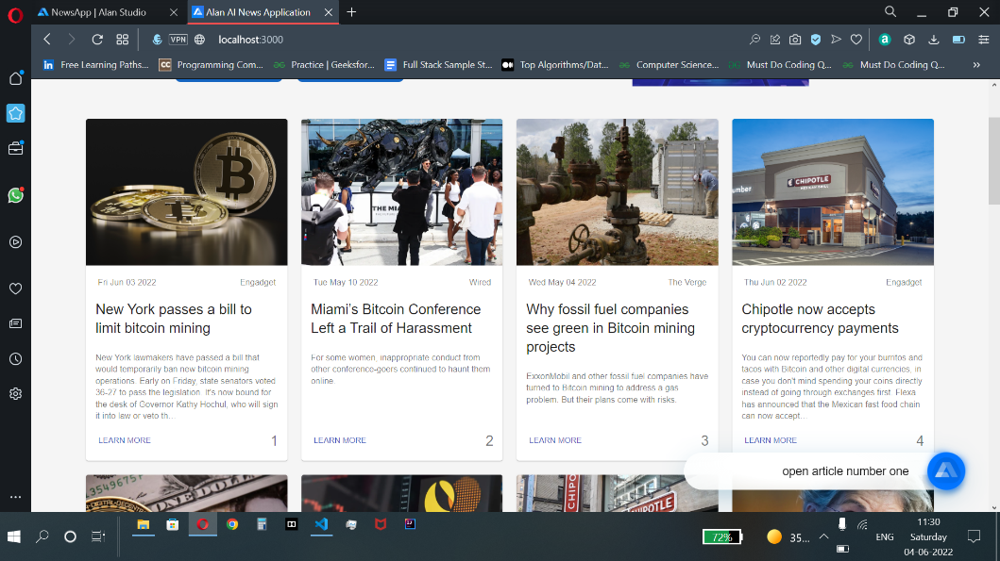 NewsApp | Alan Studio
Alan AI News Application
VPN
localhost:3000
Free Learning Paths...
Programming Com...
Practice | Geeksfor...
Full Stack Sample St...
Top Algorithms/Dat...
Computer Science...
Must Do Coding Q...
Must Do Coding Q...
THE MIA
CHIPOTLE
MEXICAN GRILL
Fri Jun 03 2022
Engadget
New York passes a bill to
limit bitcoin mining
New York lawmakers have passed a bill that
would temporarily ban new bitcoin mining
operations. Early on Friday, state senators voted
36-27 to pass the legislation. It's now bound for
the desk of Governor Kathy Hochul, who will sign
it into law or veto th...
LEARN MORE
1
Tue May 10 2022
Wired
Miami's Bitcoin Conference
Left a Trail of Harassment
For some women, inappropriate conduct from
other conference-goers continued to haunt them
online.
LEARN MORE
2
Wed May 04 2022
The Verge
Why fossil fuel companies
see green in Bitcoin mining
projects
ExxonMobil and other fossil fuel companies have
turned to Bitcoin mining to address a gas
problem. But their plans come with risks.
LEARN MORE
3
Thu Jun 02 2022
Engadget
Chipotle now accepts
cryptocurrency payments
You can now reportedly pay for your burritos and
tacos with Bitcoin and other digital currencies, in
case you don't mind spending your coins directly
instead of going through exchanges first. Flexa
has announced that the Mexican fast food chain
can now accept...
LEARN MORE
4
open article number one
72%
35...
ENG
11:30
Saturday
04-06-2022